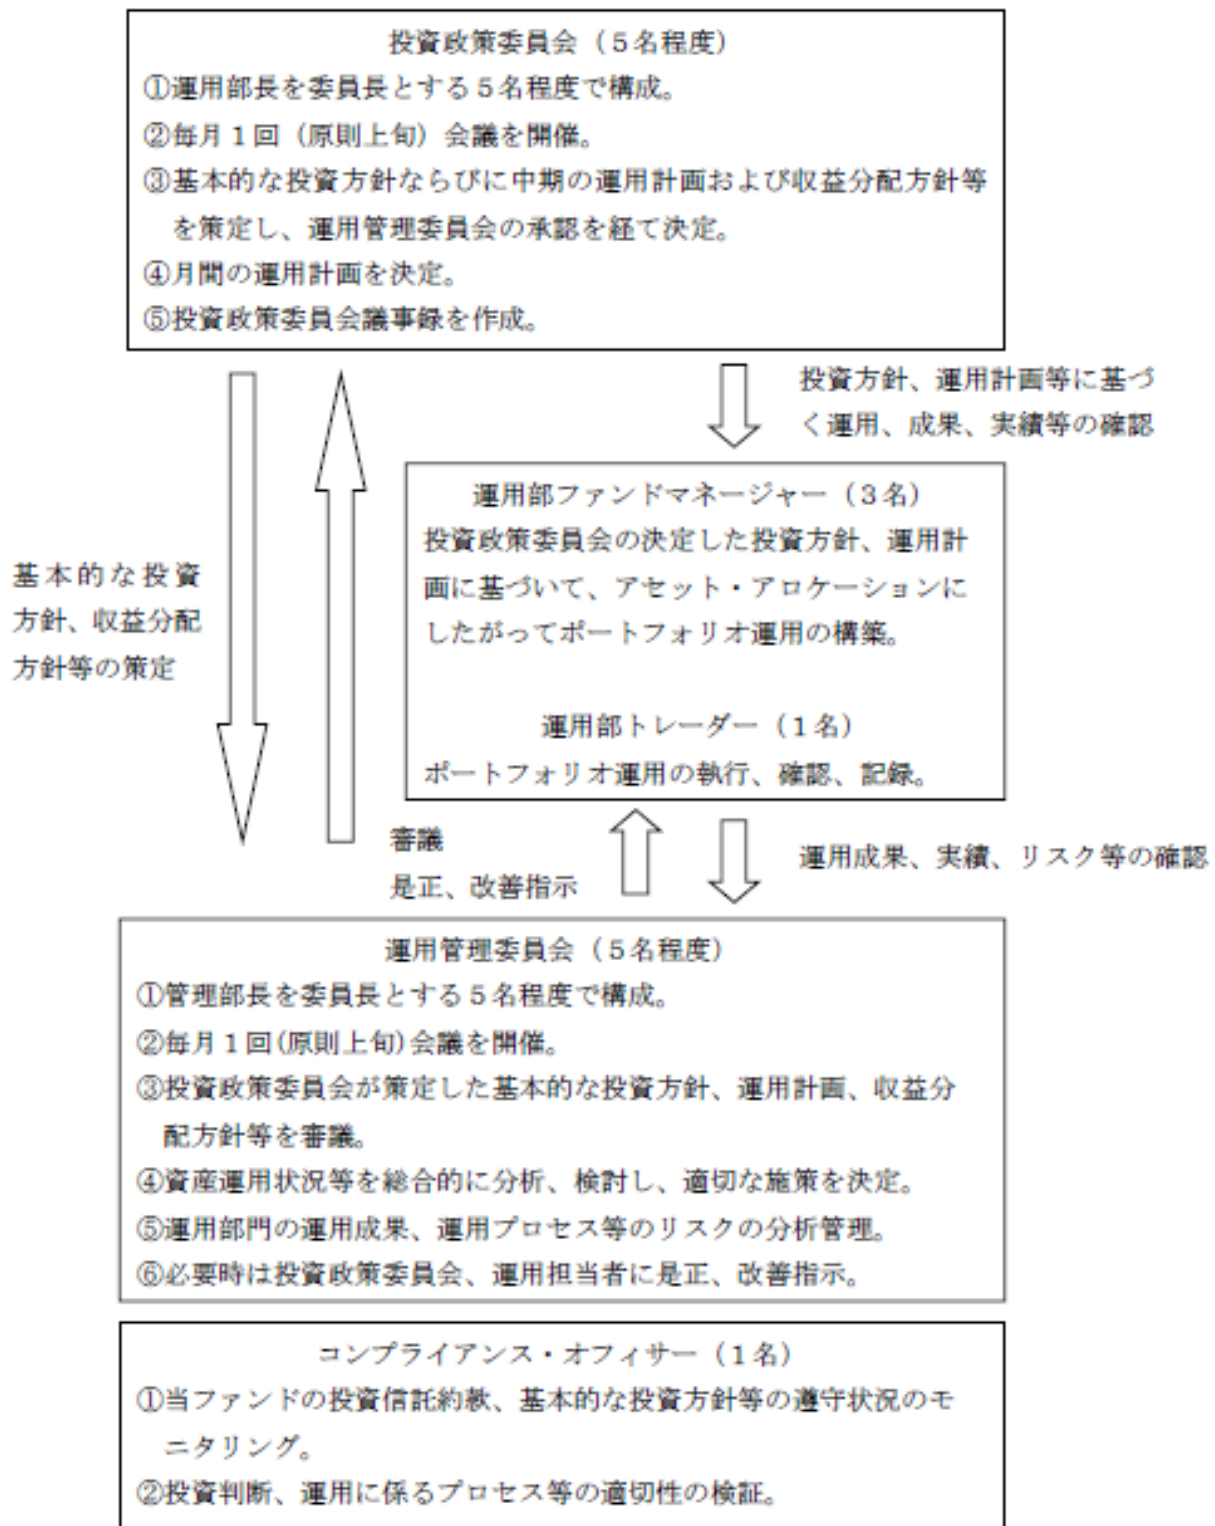 投資政策委員会（５名程度）
①運用部長を委員長とする５名程度で構成。
②毎月１回（原則上旬）会議を開催。
③基本的な投資方針ならびに中期の運用計画および収益分配方針等
を策定し、運用管理委員会の承認を経て決定。
④月間の運用計画を決定。
⑤投資政策委員会議事録を作成。
投資方針、運用計画等に基づ
く運用、成果、実績等の確認
運用部ファンドマネージャー（３名）
投資政策委員会の決定した投資方針、運用計
画に基づいて、アセット・アロケーションに
したがってポートフォリオ運用の構築。
基本的な投資
方針、収益分配
方針等の策定
運用部トレーダー（１名）
ポートフォリオ運用の執行、確認、記録。
審議
是正、改善指示
運用成果、実績、リスク等の確認
運用管理委員会（５名程度）
①管理部長を委員長とする５名程度で構成。
②毎月１回(原則上旬)会議を開催。
③投資政策委員会が策定した基本的な投資方針、運用計画、収益分
配方針等を審議。
④資産運用状況等を総合的に分析、検討し、適切な施策を決定。
⑤運用部門の運用成果、運用プロセス等のリスクの分析管理。
⑥必要時は投資政策委員会、運用担当者に是正、改善指示。
コンプライアンス・オフィサー（１名）
①当ファンドの投資信託約款、基本的な投資方針等の遵守状況のモ
ニタリング。
②投資判断、運用に係るプロセス等の適切性の検証。